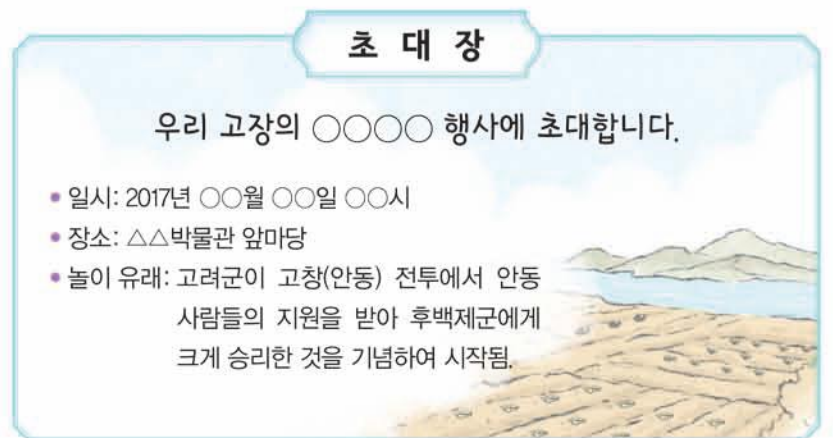 초 대 장
우리 고장의 ○○○○ 행사에 초대합니다.
• 일시: 2017년 ○○월 ○○일 ○○시
• 장소: △△박물관 앞마당
• 놀이 유래: 고려군이 고창(안동) 전투에서 안동
사람들의 지원을 받아 후백제군에게
크게 승리한 것을 기념하여 시작됨.